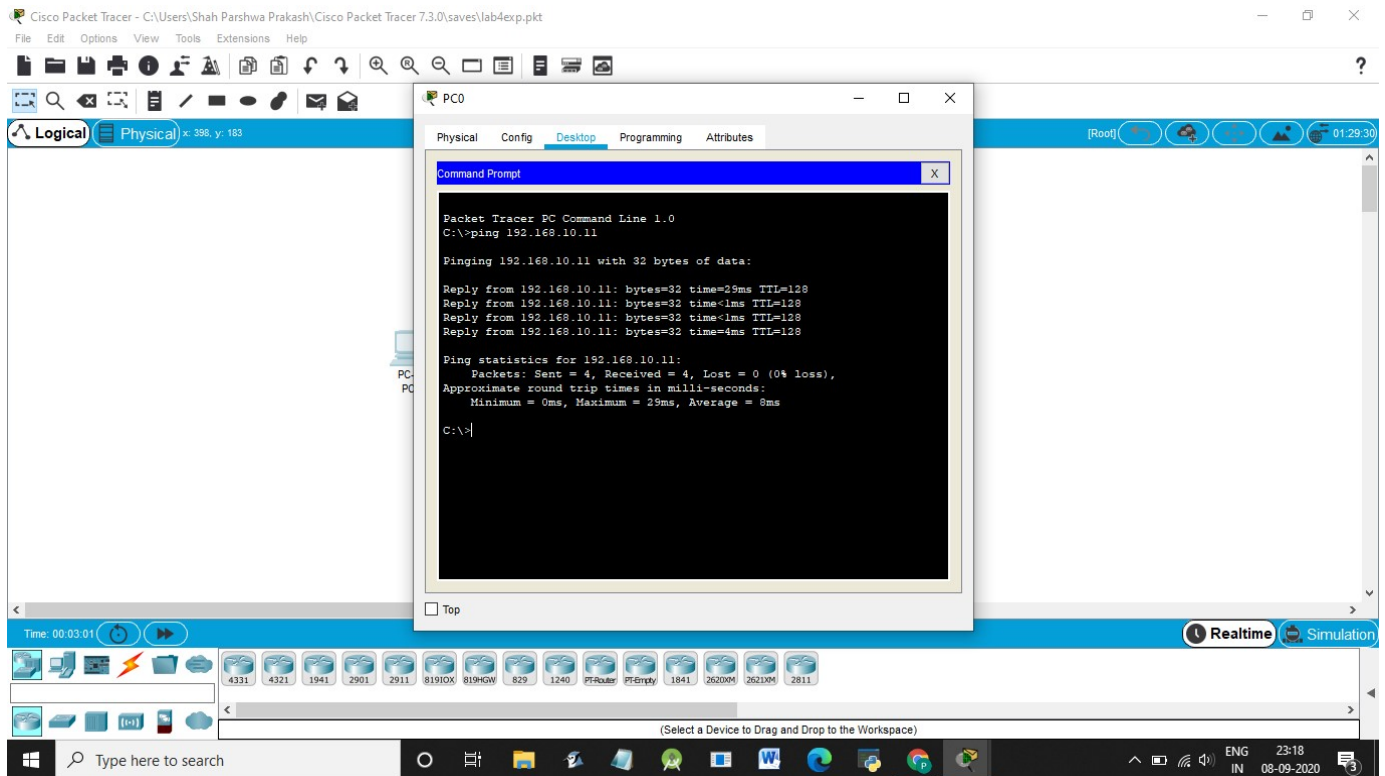 Cisco Packet Tracer - C:\Users\Shah Parshwa Prakash\Cisco Packet Tracer 7.3.0\saves\lab4exp.pkt
File Edit Options View Tools Extensions Help
Logical Physical x: 398, y: 183
[Root] 01:29:30
PC0
Physical Config Desktop Programming Attributes
Command Prompt X
Packet Tracer PC Command Line 1.0
C:\>ping 192.168.10.11
Pinging 192.168.10.11 with 32 bytes of data:
Reply from 192.168.10.11: bytes=32 time=29ms TTL=128
Reply from 192.168.10.11: bytes=32 time<1ms TTL=128
Reply from 192.168.10.11: bytes=32 time<1ms TTL=128
Reply from 192.168.10.11: bytes=32 time=4ms TTL=128
Ping statistics for 192.168.10.11:
Packets: Sent = 4, Received = 4, Lost = 0 (0% loss),
Approximate round trip times in milli-seconds:
Minimum = 0ms, Maximum = 29ms, Average = 8ms
C:\>
PC-
PC
Top
Time: 00:03:01
Realtime Simulation
4331 4321 1941 2901 2911 819IOX 819HGW 829 1240 PT-Router PT-Empty 1841 2620XM 2621XM 2811
(Select a Device to Drag and Drop to the Workspace)
Type here to search
ENG 23:18
IN 08-09-2020
3